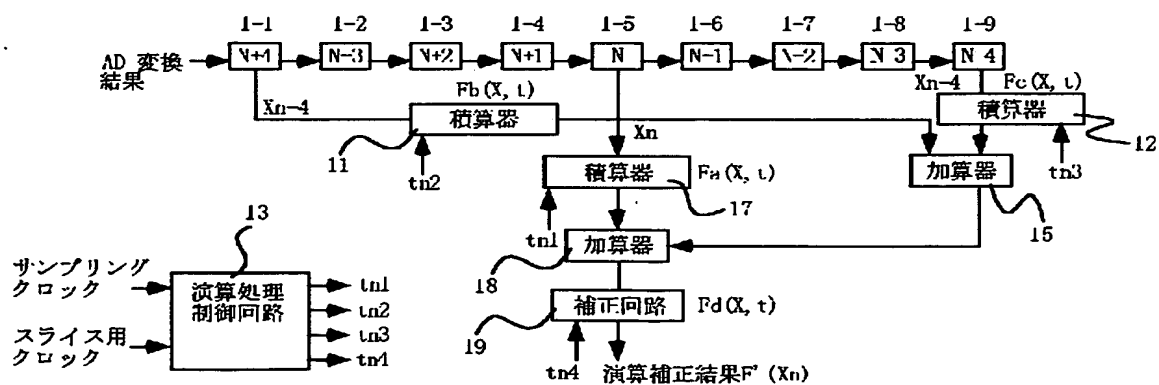 1-1 1-2 1-3 1-4 1-5 1-6 1-7 1-8 1-9
AD 変換
結果
N+4 N-3 N+2 N+1 N N-1 N-2 N 3 N 4
Xn-4 Fb(X, t) Xn-4 Fc(X, t)
積算器 積算器
11 tn2 Xn 12
tn3
積算器 Fa(X, t) 加算器
17 15
tn1
加算器
18
補正回路 Fd(X, t)
19
tn4 演算補正結果F'(Xn)
13
サンプリング
クロック
演算処理
制御回路
スライス用
クロック
tn1
tn2
tn3
tn4